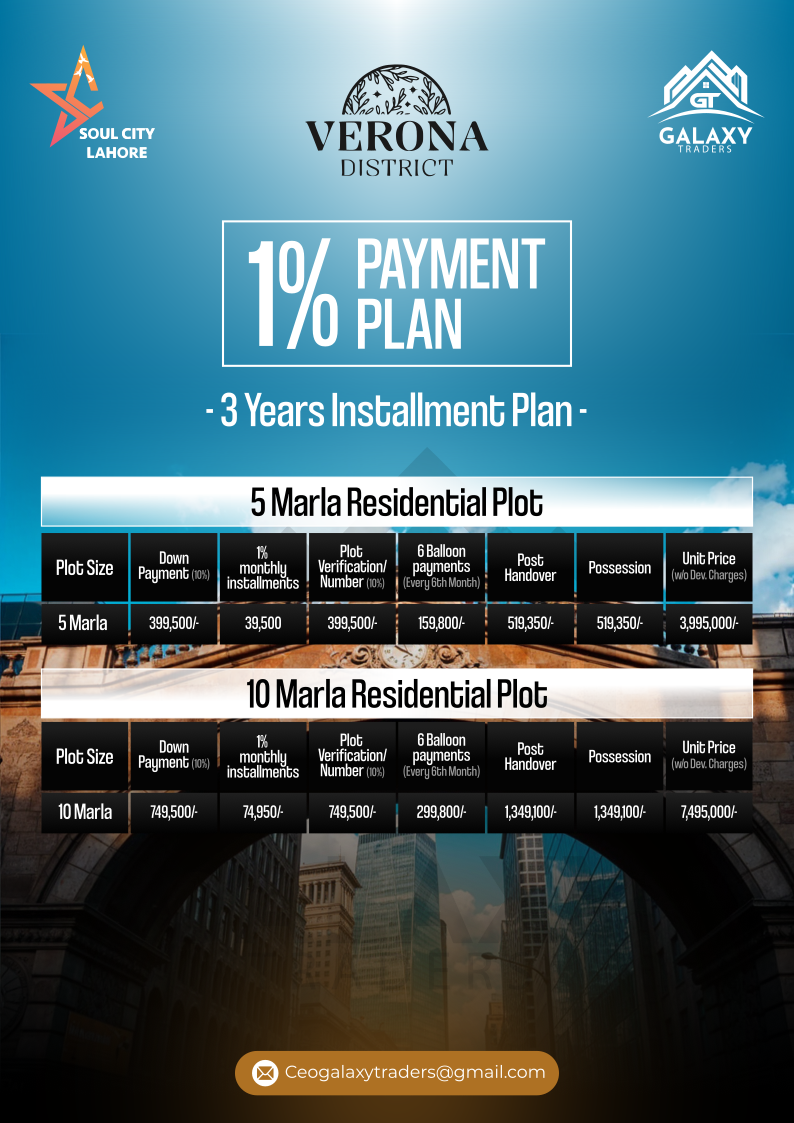 SOUL CITY
LAHORE
VERONA
DISTRICT
GT
GALAXY
TRADERS
1% PAYMENT
PLAN
- 3 Years Installment Plan -
5 Marla Residential Plot
Plot Size
Down
Payment (10%)
1%
monthly
installments
Plot
Verification/
Number (10%)
6 Balloon
payments
(Every 6th Month)
Post
Handover
Possession
Unit Price
(w/o Dev. Charges)
5 Marla 399,500/- 39,500 399,500/- 159,800/- 519,350/- 519,350/- 3,995,000/-
10 Marla Residential Plot
Plot Size
Down
Payment (10%)
1%
monthly
installments
Plot
Verification/
Number (10%)
6 Balloon
payments
(Every 6th Month)
Post
Handover
Possession
Unit Price
(w/o Dev. Charges)
10 Marla 749,500/- 74,950/- 749,500/- 299,800/- 1,349,100/- 1,349,100/- 7,495,000/-
Ceogalaxytraders@gmail.com